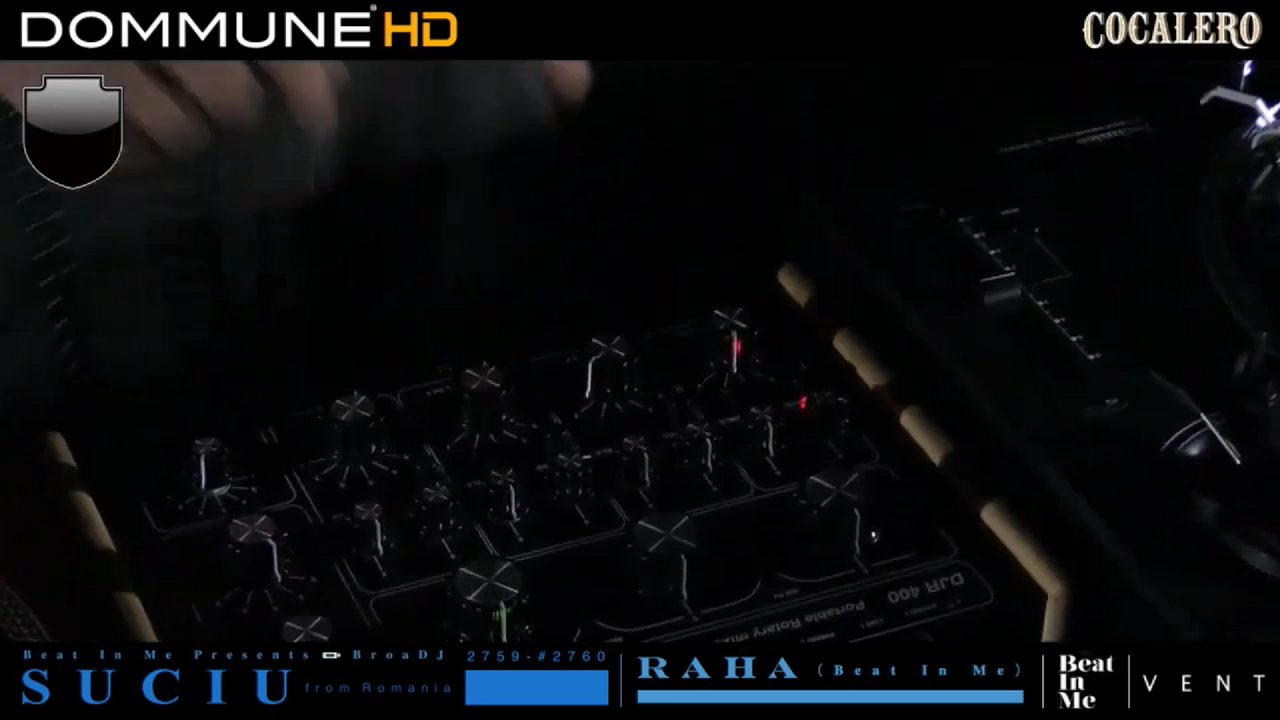 DOMMUNE® HD
COCALERO
DJR 400
Portable Rotary mix
Beat In Me Presents BroaDJ 2759-#2760
SUCIU from Romania
RAHA (Beat In Me)
Beat
In
Me
VENT